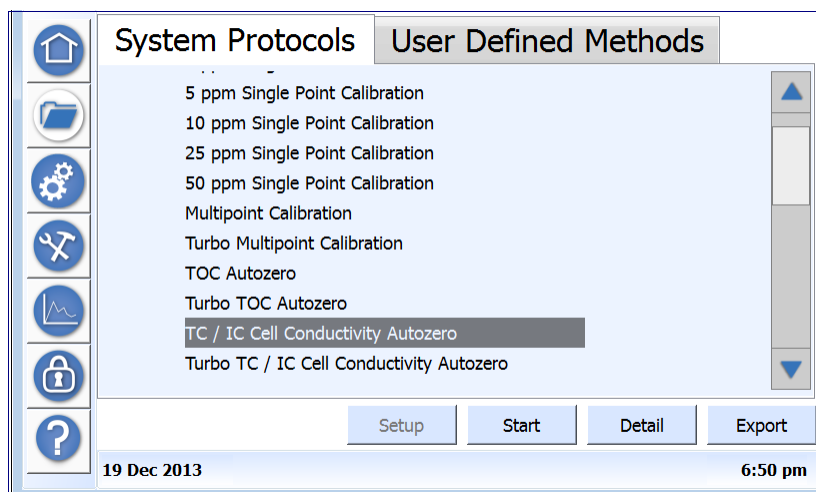 System Protocols
User Defined Methods
5 ppm Single Point Calibration
10 ppm Single Point Calibration
25 ppm Single Point Calibration
50 ppm Single Point Calibration
Multipoint Calibration
Turbo Multipoint Calibration
TOC Autozero
Turbo TOC Autozero
TC / IC Cell Conductivity Autozero
Turbo TC / IC Cell Conductivity Autozero
Setup
Start
Detail
Export
?
19 Dec 2013
6:50 pm